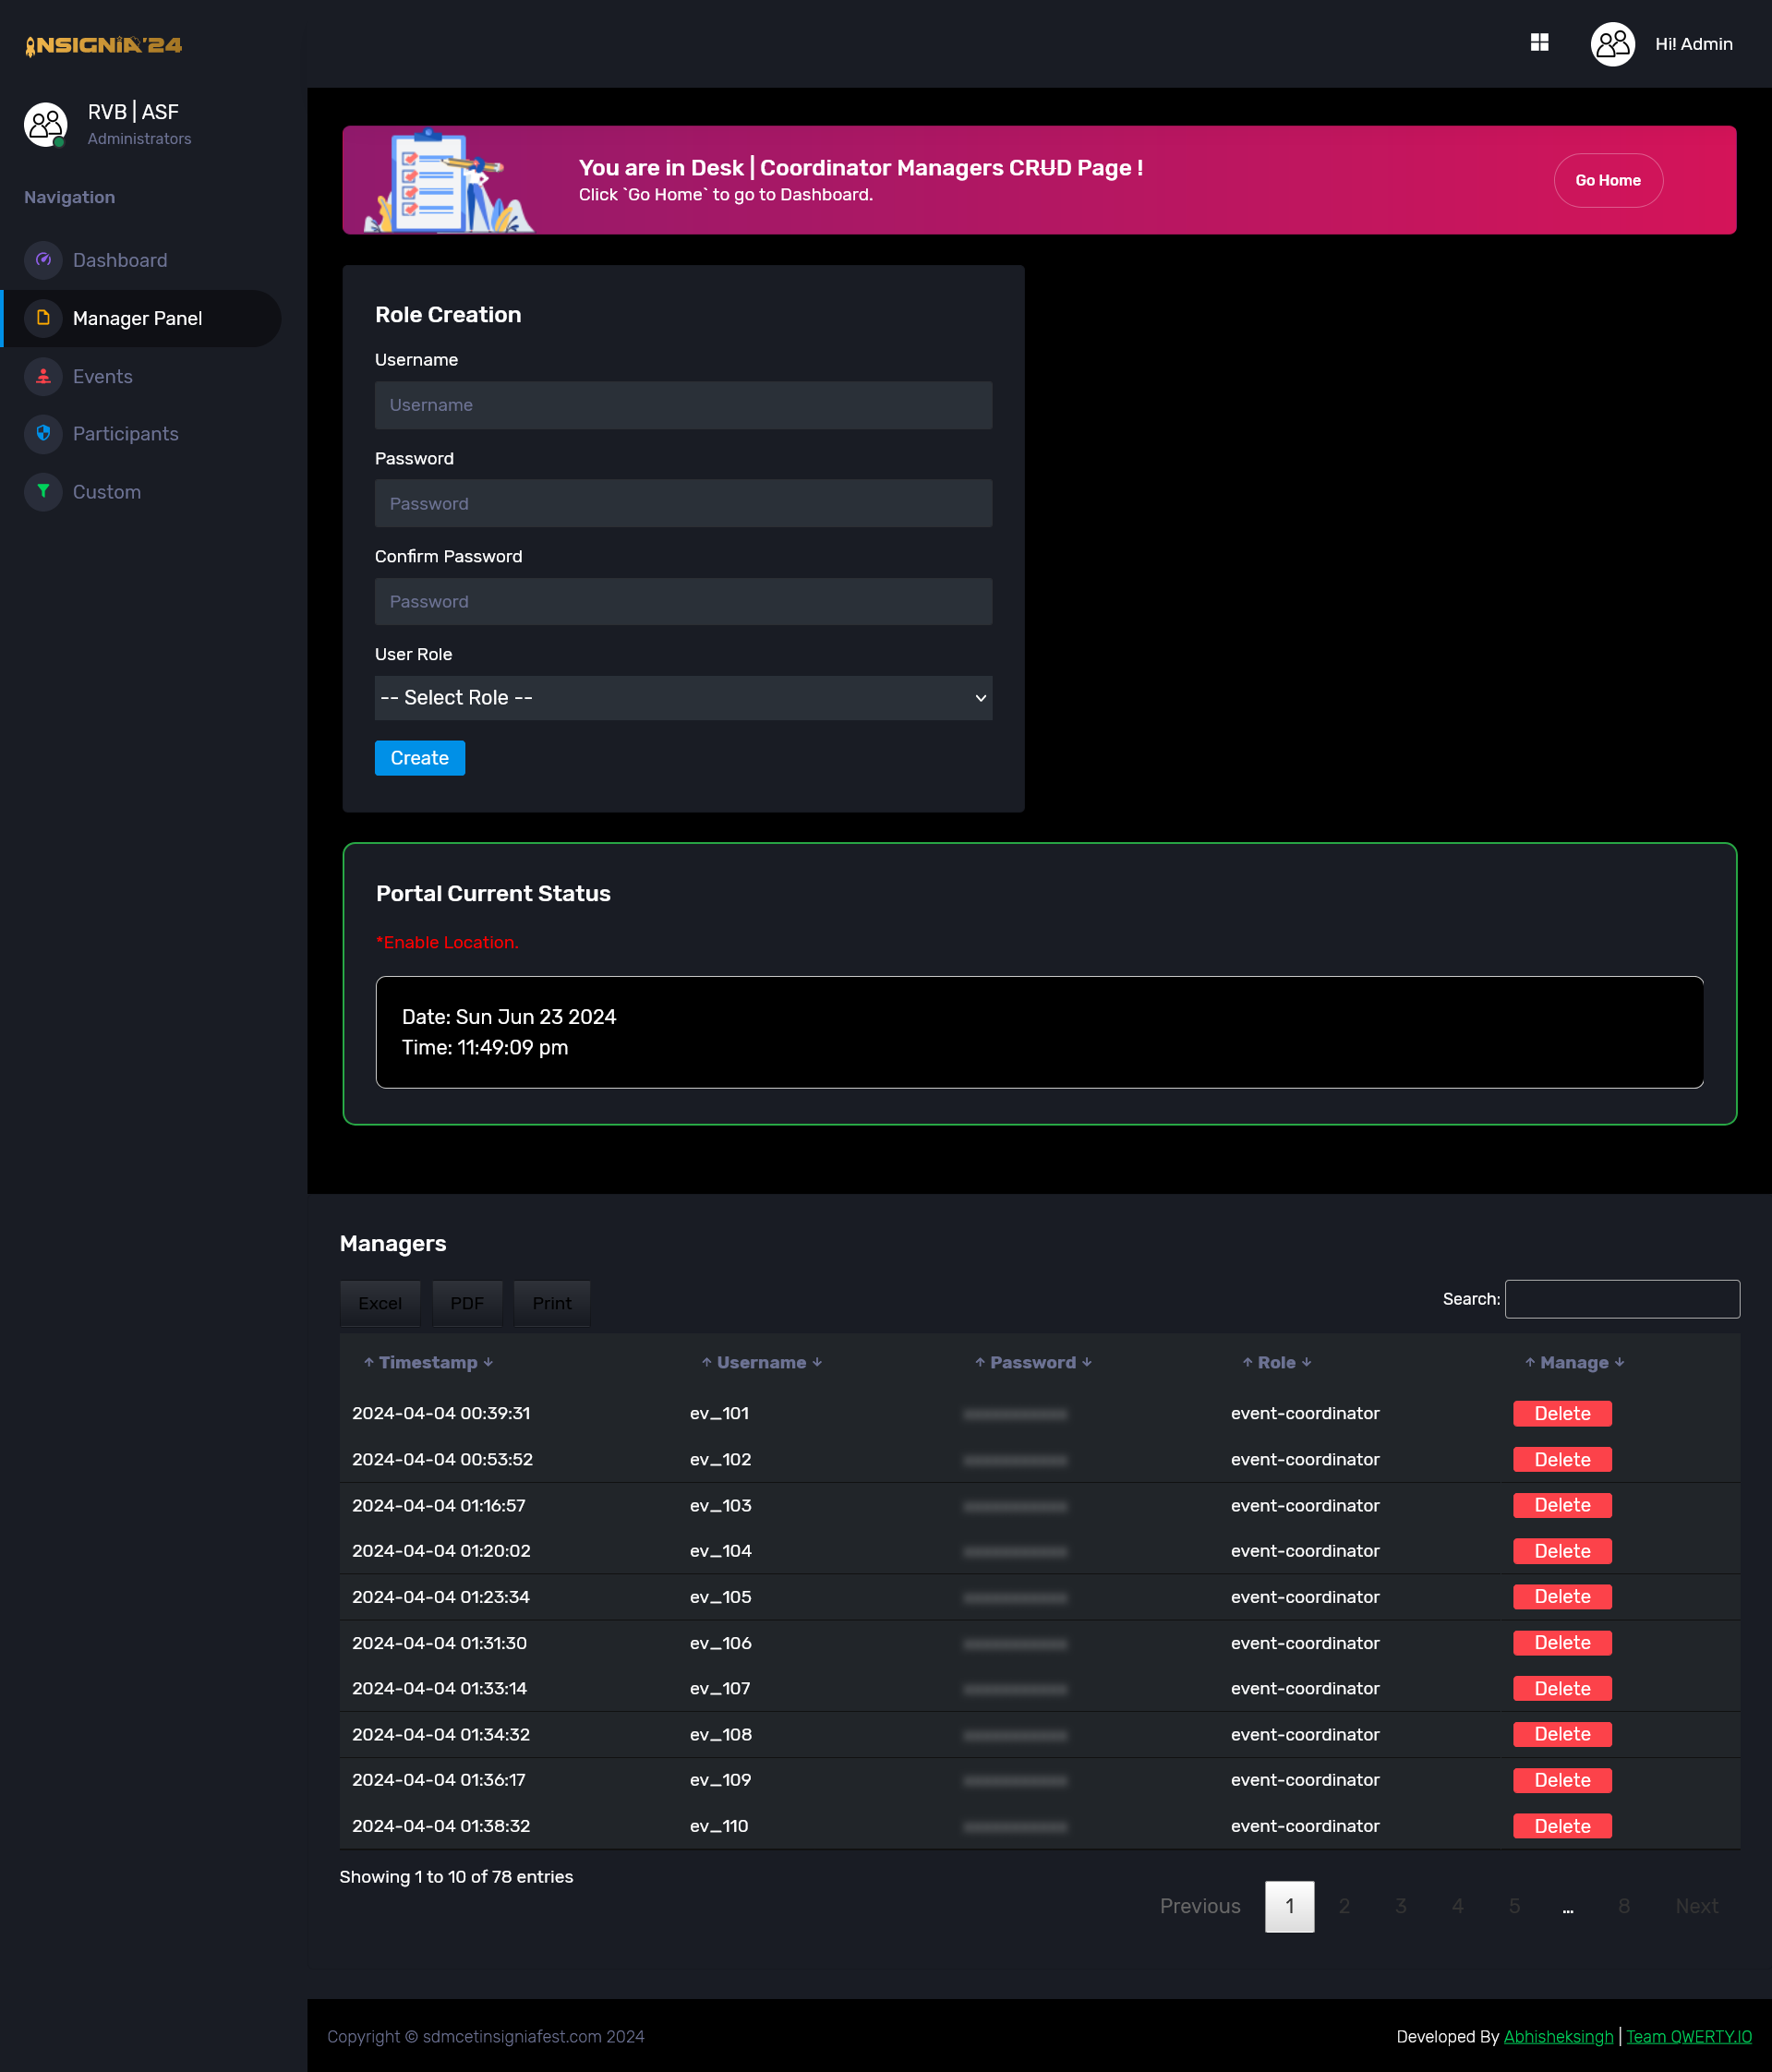 INSIGNIA'24
Hi! Admin
RVB | ASF
Administrators
Navigation
Dashboard
Manager Panel
Events
Participants
Custom
You are in Desk | Coordinator Managers CRUD Page !
Click `Go Home` to go to Dashboard.
Go Home
Role Creation
Username
Username
Password
Password
Confirm Password
Password
User Role
-- Select Role --
Create
Portal Current Status
*Enable Location.
Date: Sun Jun 23 2024
Time: 11:49:09 pm
Managers
Excel PDF Print Search:
↑ Timestamp ↓ ↑ Username ↓ ↑ Password ↓ ↑ Role ↓ ↑ Manage ↓
2024-04-04 00:39:31 ev_101 event-coordinator Delete
2024-04-04 00:53:52 ev_102 event-coordinator Delete
2024-04-04 01:16:57 ev_103 event-coordinator Delete
2024-04-04 01:20:02 ev_104 event-coordinator Delete
2024-04-04 01:23:34 ev_105 event-coordinator Delete
2024-04-04 01:31:30 ev_106 event-coordinator Delete
2024-04-04 01:33:14 ev_107 event-coordinator Delete
2024-04-04 01:34:32 ev_108 event-coordinator Delete
2024-04-04 01:36:17 ev_109 event-coordinator Delete
2024-04-04 01:38:32 ev_110 event-coordinator Delete
Showing 1 to 10 of 78 entries
Previous 1 2 3 4 5 … 8 Next
Copyright © sdmcetinsigniafest.com 2024
Developed By Abhisheksingh | Team QWERTY.IO